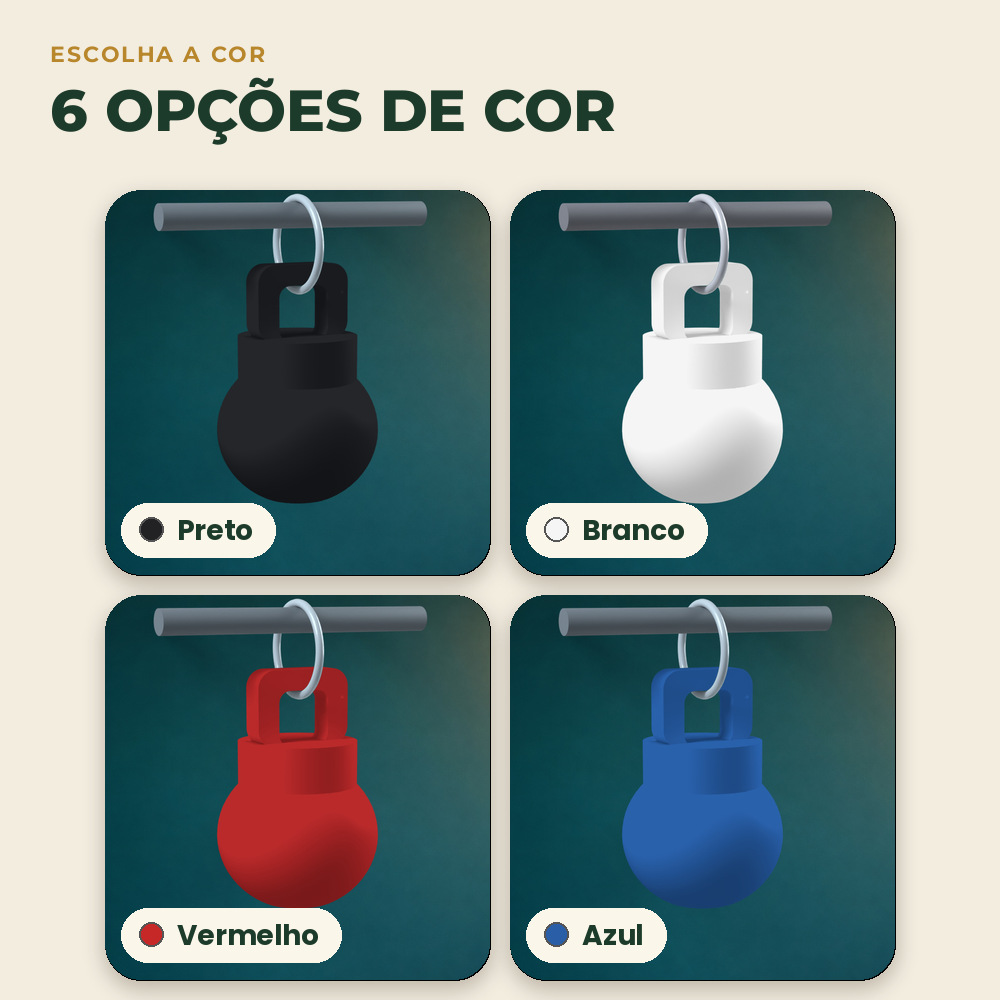 ESCOLHA A COR
6 OPÇÕES DE COR
Preto
Branco
Vermelho
Azul